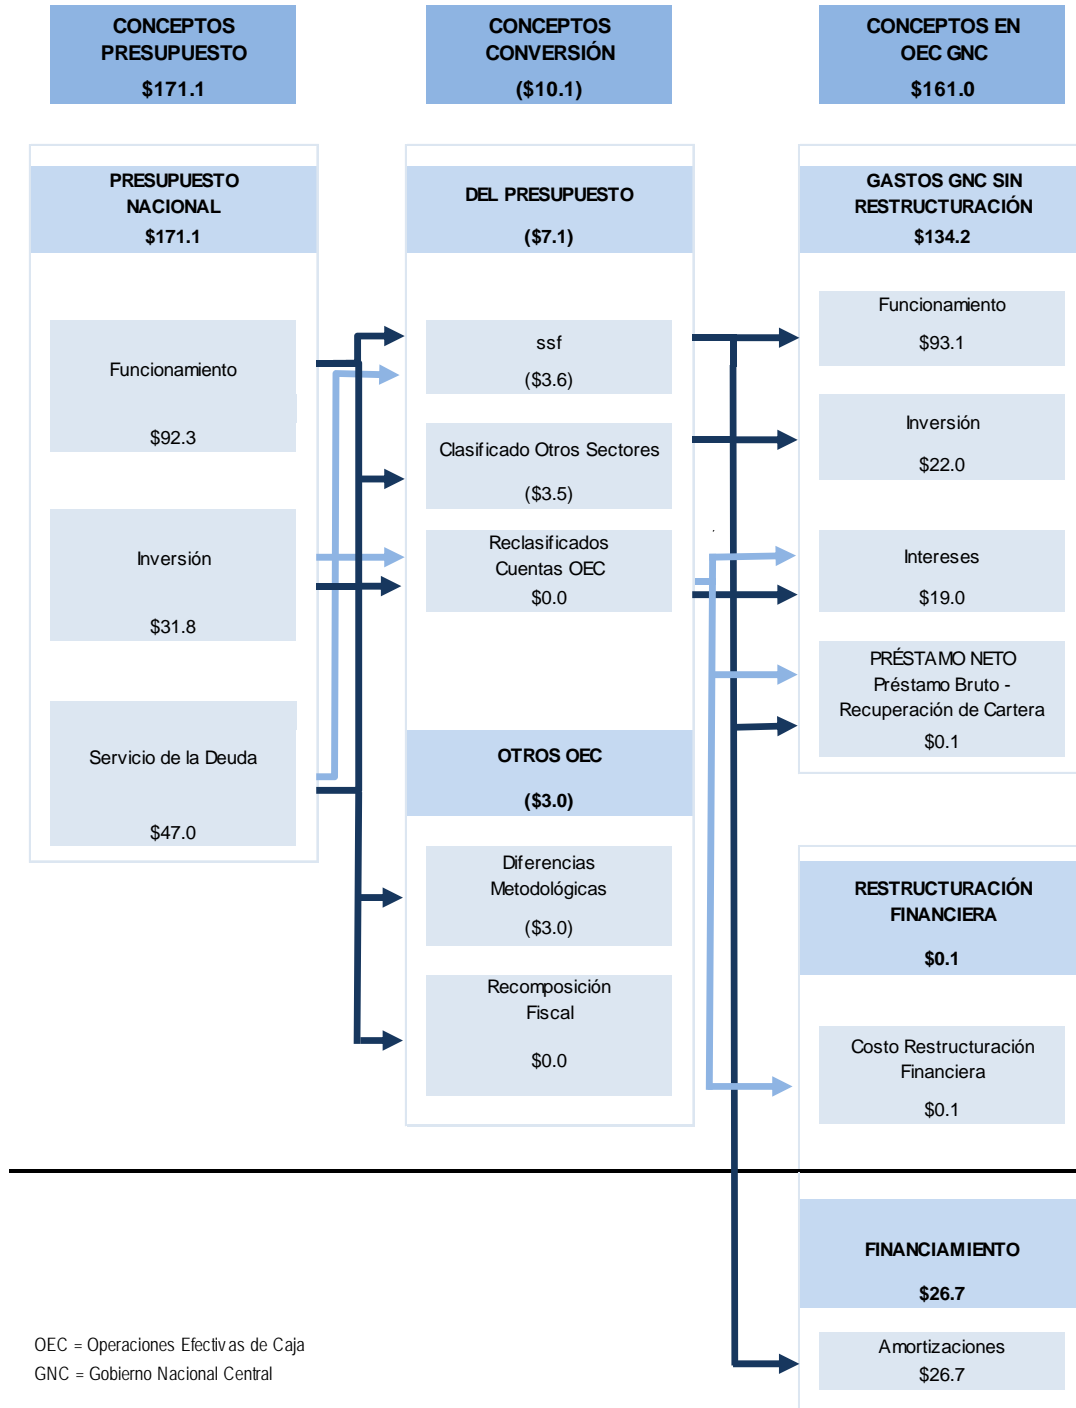 CONCEPTOS
PRESUPUESTO
$171.1
CONCEPTOS
CONVERSIÓN
($10.1)
CONCEPTOS EN
OEC GNC
$161.0
PRESUPUESTO
NACIONAL
$171.1
Funcionamiento
$92.3
Inversión
$31.8
Servicio de la Deuda
$47.0
DEL PRESUPUESTO
($7.1)
ssf
($3.6)
Clasificado Otros Sectores
($3.5)
Reclasificados
Cuentas OEC
$0.0
OTROS OEC
($3.0)
Diferencias
Metodológicas
($3.0)
Recomposición
Fiscal
$0.0
GASTOS GNC SIN
RESTRUCTURACIÓN
$134.2
Funcionamiento
$93.1
Inversión
$22.0
Intereses
$19.0
PRÉSTAMO NETO
Préstamo Bruto -
Recuperación de Cartera
$0.1
RESTRUCTURACIÓN
FINANCIERA
$0.1
Costo Restructuración
Financiera
$0.1
FINANCIAMIENTO
$26.7
Amortizaciones
$26.7
OEC = Operaciones Efectivas de Caja
GNC = Gobierno Nacional Central